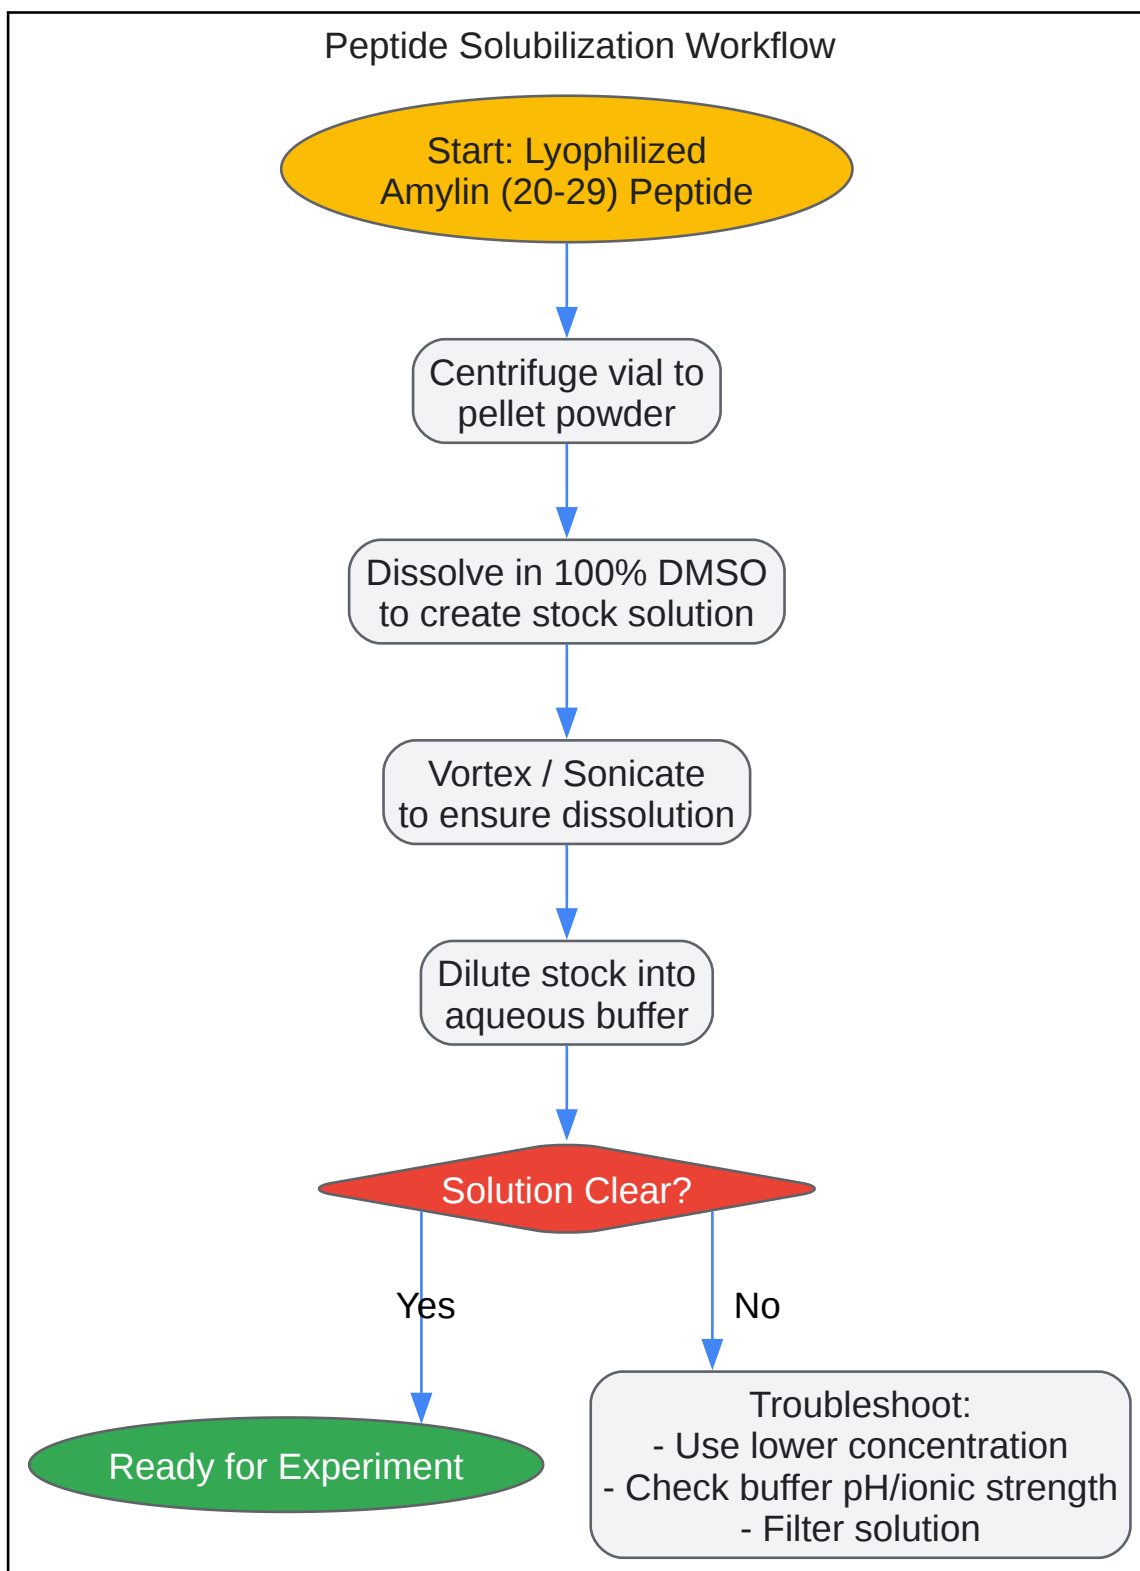 Peptide Solubilization Workflow
Start: Lyophilized
Amylin (20-29) Peptide
Centrifuge vial to
pellet powder
Dissolve in 100% DMSO
to create stock solution
Vortex / Sonicate
to ensure dissolution
Dilute stock into
aqueous buffer
Solution Clear?
Yes
No
Ready for Experiment
Troubleshoot:
- Use lower concentration
- Check buffer pH/ionic strength
- Filter solution